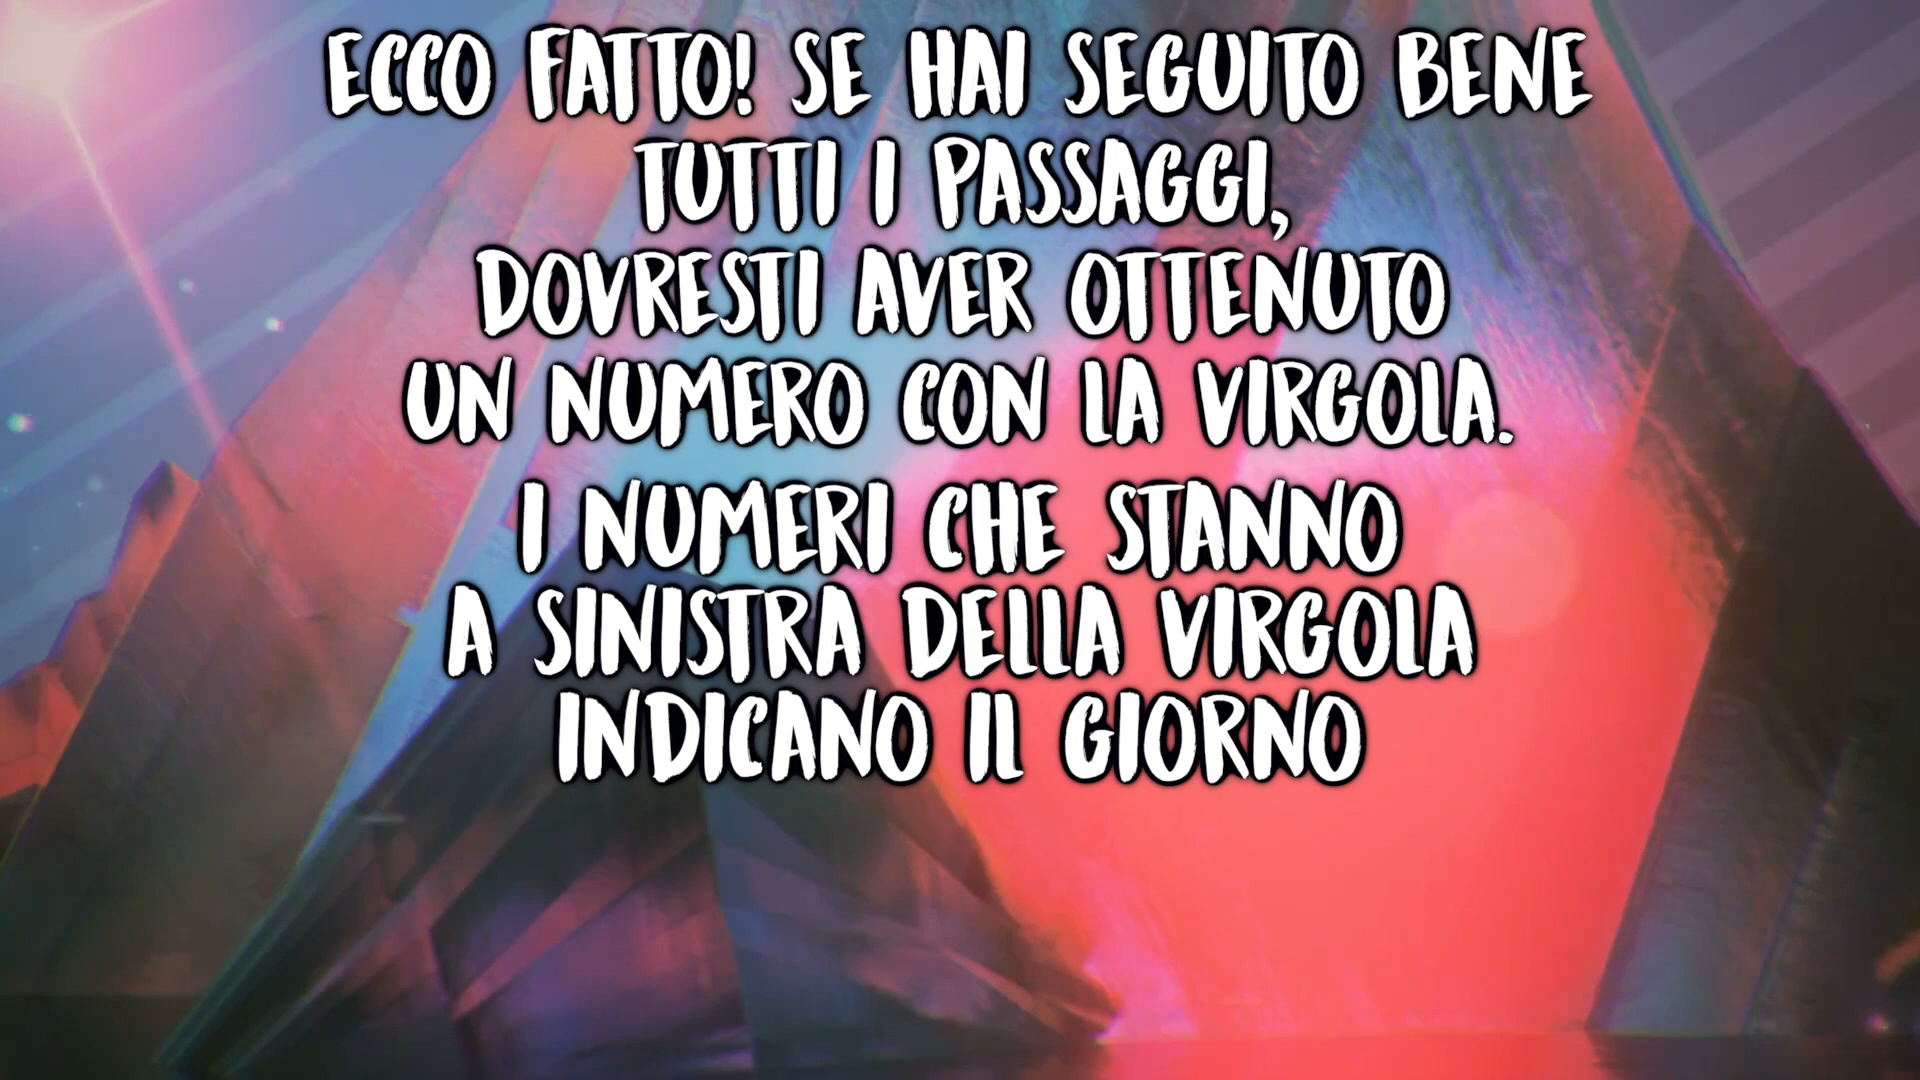 ECCO FATTO! SE HAI SEGUITO BENE
TUTTI I PASSAGGI,
DOVRESTI AVER OTTENUTO
UN NUMERO CON LA VIRGOLA.
I NUMERI CHE STANNO
A SINISTRA DELLA VIRGOLA
INDICANO IL GIORNO